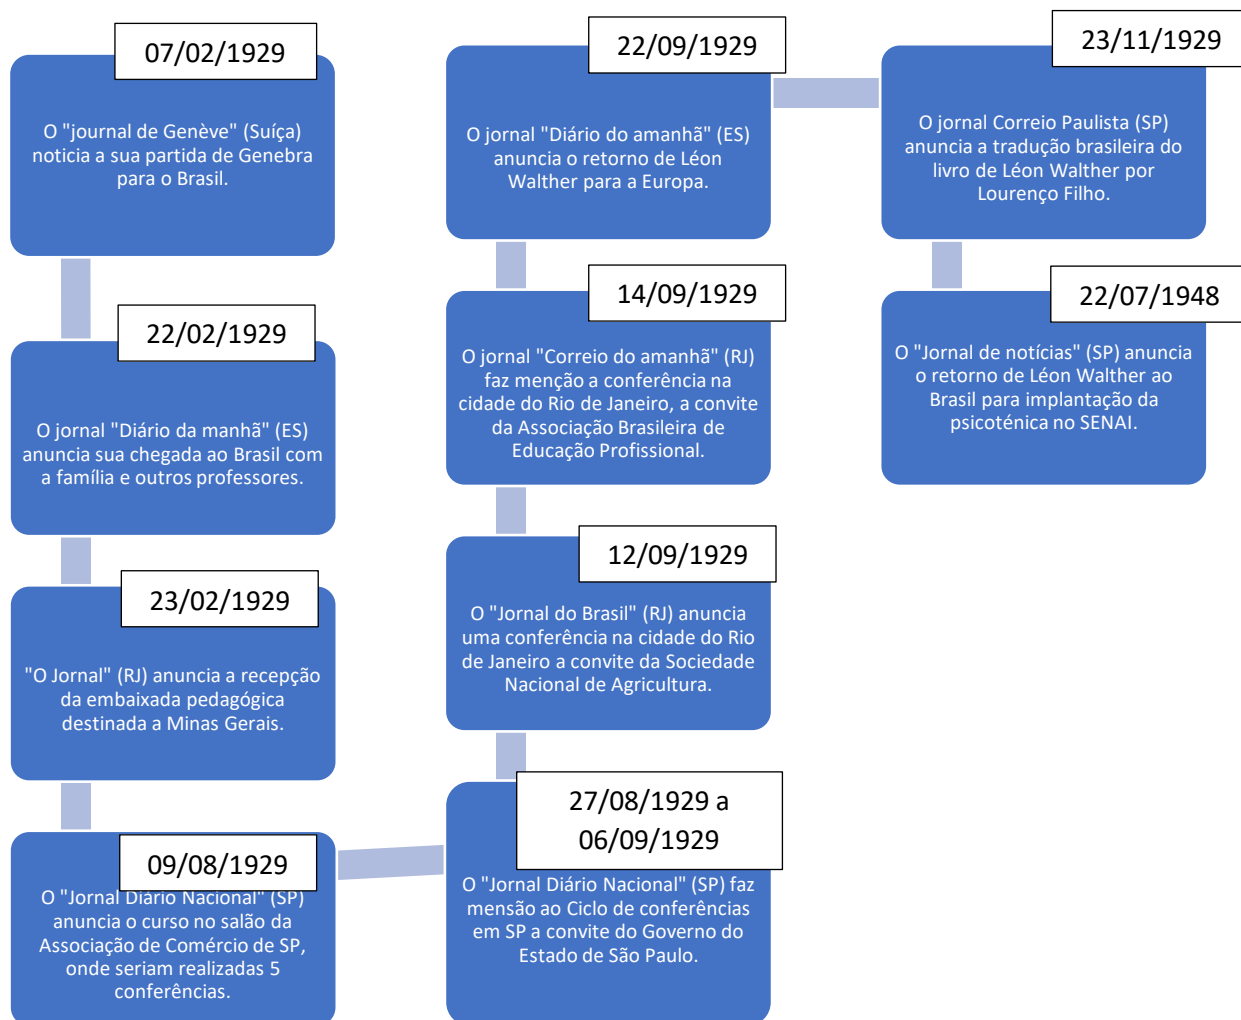 07/02/1929
O "journal de Genève" (Suíça)
noticia a sua partida de Genebra
para o Brasil.
22/02/1929
O jornal "Diário da manhã" (ES)
anuncia sua chegada ao Brasil com
a família e outros professores.
23/02/1929
"O Jornal" (RJ) anuncia a recepção
da embaixada pedagógica
destinada a Minas Gerais.
09/08/1929
O "Jornal Diário Nacional" (SP)
anuncia o curso no salão da
Associação de Comércio de SP,
onde seriam realizadas 5
conferências.
27/08/1929 a
06/09/1929
O "Jornal Diário Nacional" (SP) faz
mensão ao Ciclo de conferências
em SP a convite do Governo do
Estado de São Paulo.
12/09/1929
O "Jornal do Brasil" (RJ) anuncia
uma conferência na cidade do Rio
de Janeiro a convite da Sociedade
Nacional de Agricultura.
14/09/1929
O jornal "Correio do amanhã" (RJ)
faz menção a conferência na
cidade do Rio de Janeiro, a convite
da Associação Brasileira de
Educação Profissional.
22/09/1929
O jornal "Diário do amanhã" (ES)
anuncia o retorno de Léon
Walther para a Europa.
23/11/1929
O jornal Correio Paulista (SP)
anuncia a tradução brasileira do
livro de Léon Walther por
Lourenço Filho.
22/07/1948
O "Jornal de notícias" (SP) anuncia
o retorno de Léon Walther ao
Brasil para implantação da
psicoténica no SENAI.